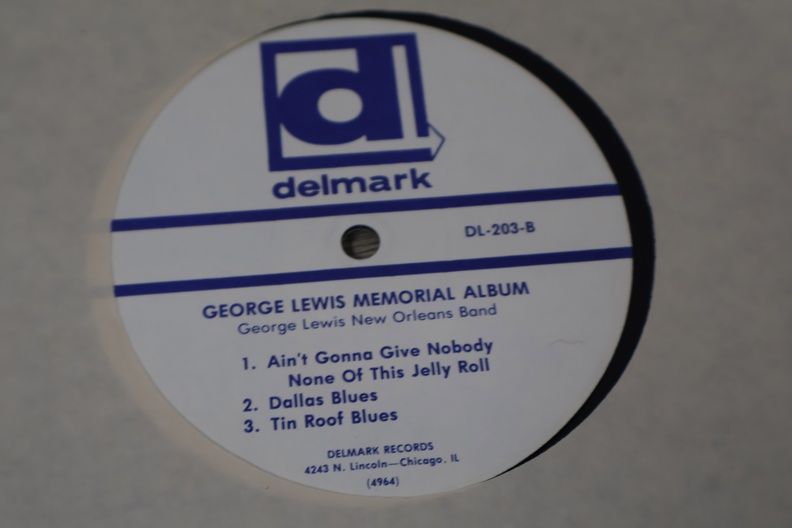 d
delmark
DL-203-B
GEORGE LEWIS MEMORIAL ALBUM
George Lewis New Orleans Band
1. Ain't Gonna Give Nobody
None Of This Jelly Roll
2. Dallas Blues
3. Tin Roof Blues
DELMARK RECORDS
4243 N. Lincoln—Chicago, IL
(4964)